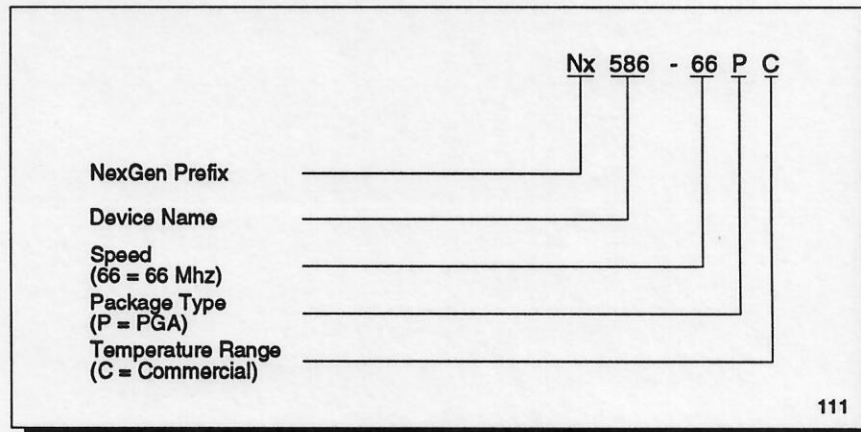 Nx 586 - 66 P C
NexGen Prefix
Device Name
Speed
(66 = 66 Mhz)
Package Type
(P = PGA)
Temperature Range
(C = Commercial)
111